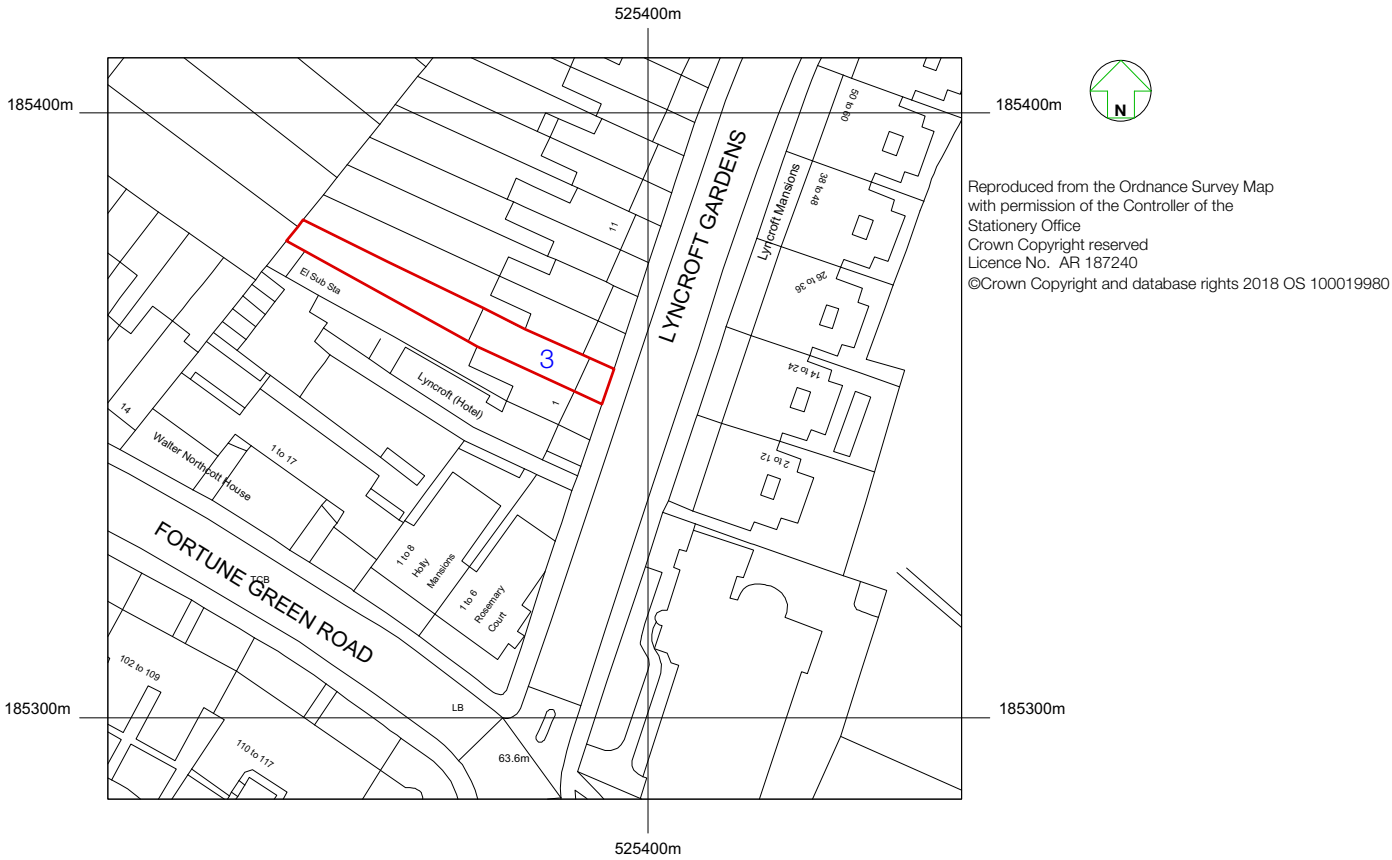 525400m
185400m
185400m
N
Reproduced from the Ordnance Survey Map
with permission of the Controller of the
Stationery Office
Crown Copyright reserved
Licence No. AR 187240
©Crown Copyright and database rights 2018 OS 100019980
50 to 60
LYNCROFT GARDENS
Lyncroft Mansions
38 to 48
11
26 to 36
El Sub Sta
3
14 to 24
Lyncroft (Hotel)
1
14
Walter Northcott House
1 to 17
2 to 12
FORTUNE GREEN ROAD
TCB
1 to 8
Holly
Mansions
1 to 6
Rosemary
Court
102 to 109
LB
185300m
185300m
110 to 117
63.6m
525400m